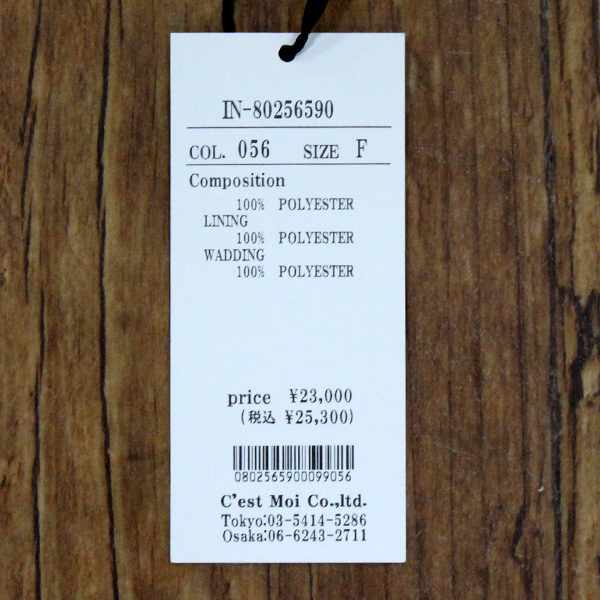 IN-80256590
COL. 056 SIZE F
Composition
100% POLYESTER
LINING
100% POLYESTER
WADDING
100% POLYESTER
price ¥23,000
(税込 ¥25,300)
0802565900099056
C'est Moi Co.,ltd.
Tokyo:03-5414-5286
Osaka:06-6243-2711